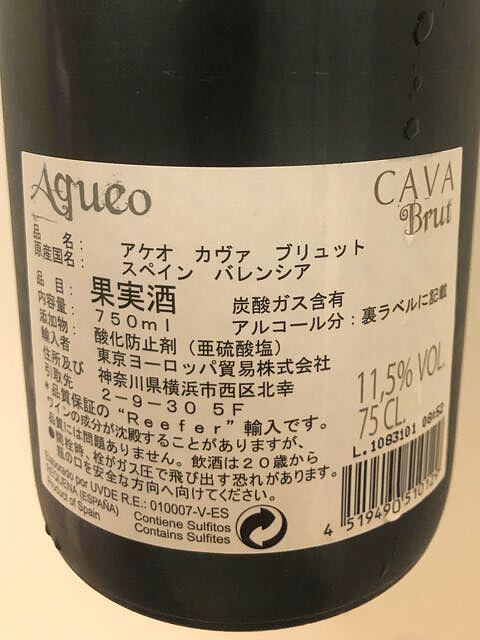 Aqueo
CAVA
Brut
品名： アケオ カヴァ ブリュット
原産国名： スペイン バレンシア
品目： 果実酒 炭酸ガス含有
内容量： 750ml アルコール分：裏ラベルに記載
添加物： 酸化防止剤（亜硫酸塩）
輸入者 東京ヨーロッパ貿易株式会社
住所及び 神奈川県横浜市西区北幸
引取先 2-9-30 5F
*品質保証の"Reefer"輸入です。
ワインの成分が沈殿することがありますが、
品質には問題ありません。飲酒は20歳から
●開栓時、栓がガス圧で飛び出す恐れがあります。
瓶の口を安全な方向へ向けてください。
11,5% VOL.
75 CL.
L.1083101 08:52
Elaborado por UVDE R.E.: 010007-V-ES
REQUENA (ESPAÑA)
Product of Spain
Contiene Sulfitos
Contains Sulfites
4 519490 51012